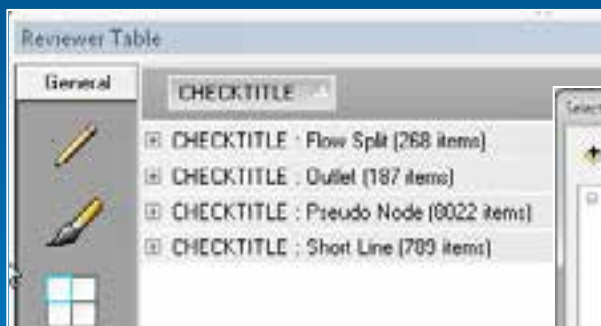 Reviewer Table
General
CHECKTITLE
CHECKTITLE : Flow Split (268 items)
CHECKTITLE : Outlet (187 items)
CHECKTITLE : Pseudo Node (8022 items)
CHECKTITLE : Short Line (789 items)
Select